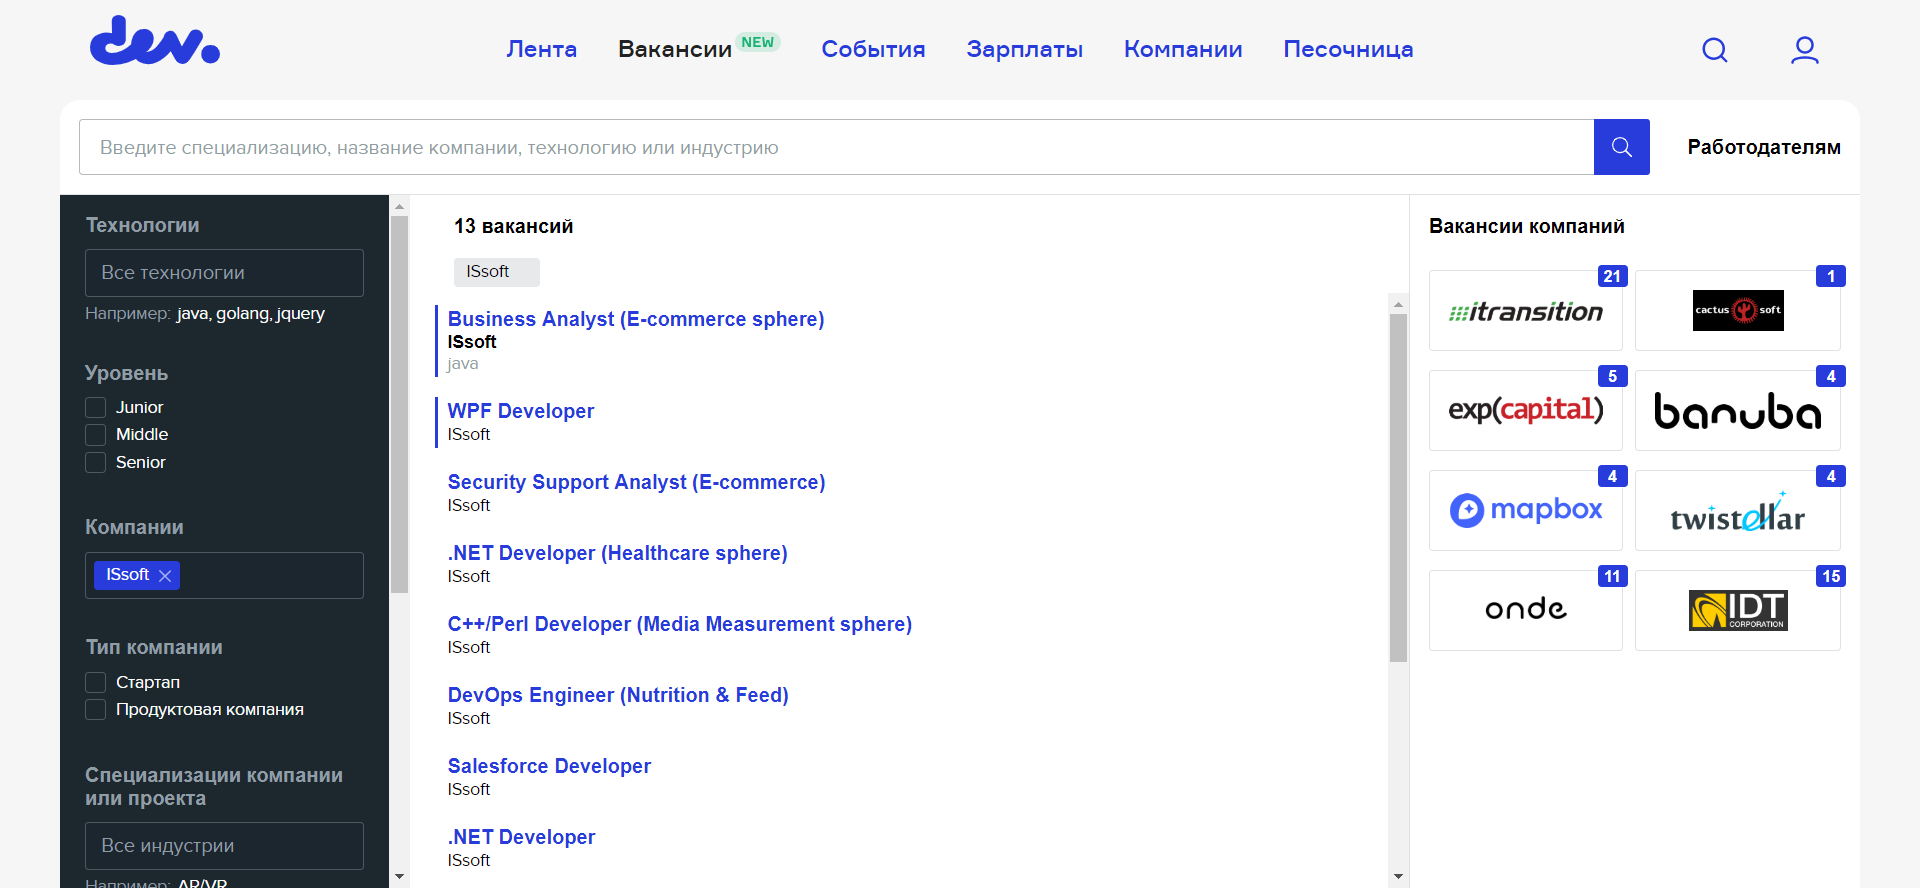 dev.
Лента
Вакансии NEW
События
Зарплаты
Компании
Песочница
Введите специализацию, название компании, технологию или индустрию
Работодателям
Технологии
Все технологии
Например: java, golang, jquery
Уровень
Junior
Middle
Senior
Компании
ISsoft
Тип компании
Стартап
Продуктовая компания
Специализации компании
или проекта
Все индустрии
Например: AR/VR
13 вакансий
ISsoft
Business Analyst (E-commerce sphere)
ISsoft
java
WPF Developer
ISsoft
Security Support Analyst (E-commerce)
ISsoft
.NET Developer (Healthcare sphere)
ISsoft
C++/Perl Developer (Media Measurement sphere)
ISsoft
DevOps Engineer (Nutrition & Feed)
ISsoft
Salesforce Developer
ISsoft
.NET Developer
ISsoft
Вакансии компаний
21
itransition
1
cactus soft
5
exp(capital)
4
banuba
4
mapbox
4
twistellar
11
onde
15
IDT
CORPORATION